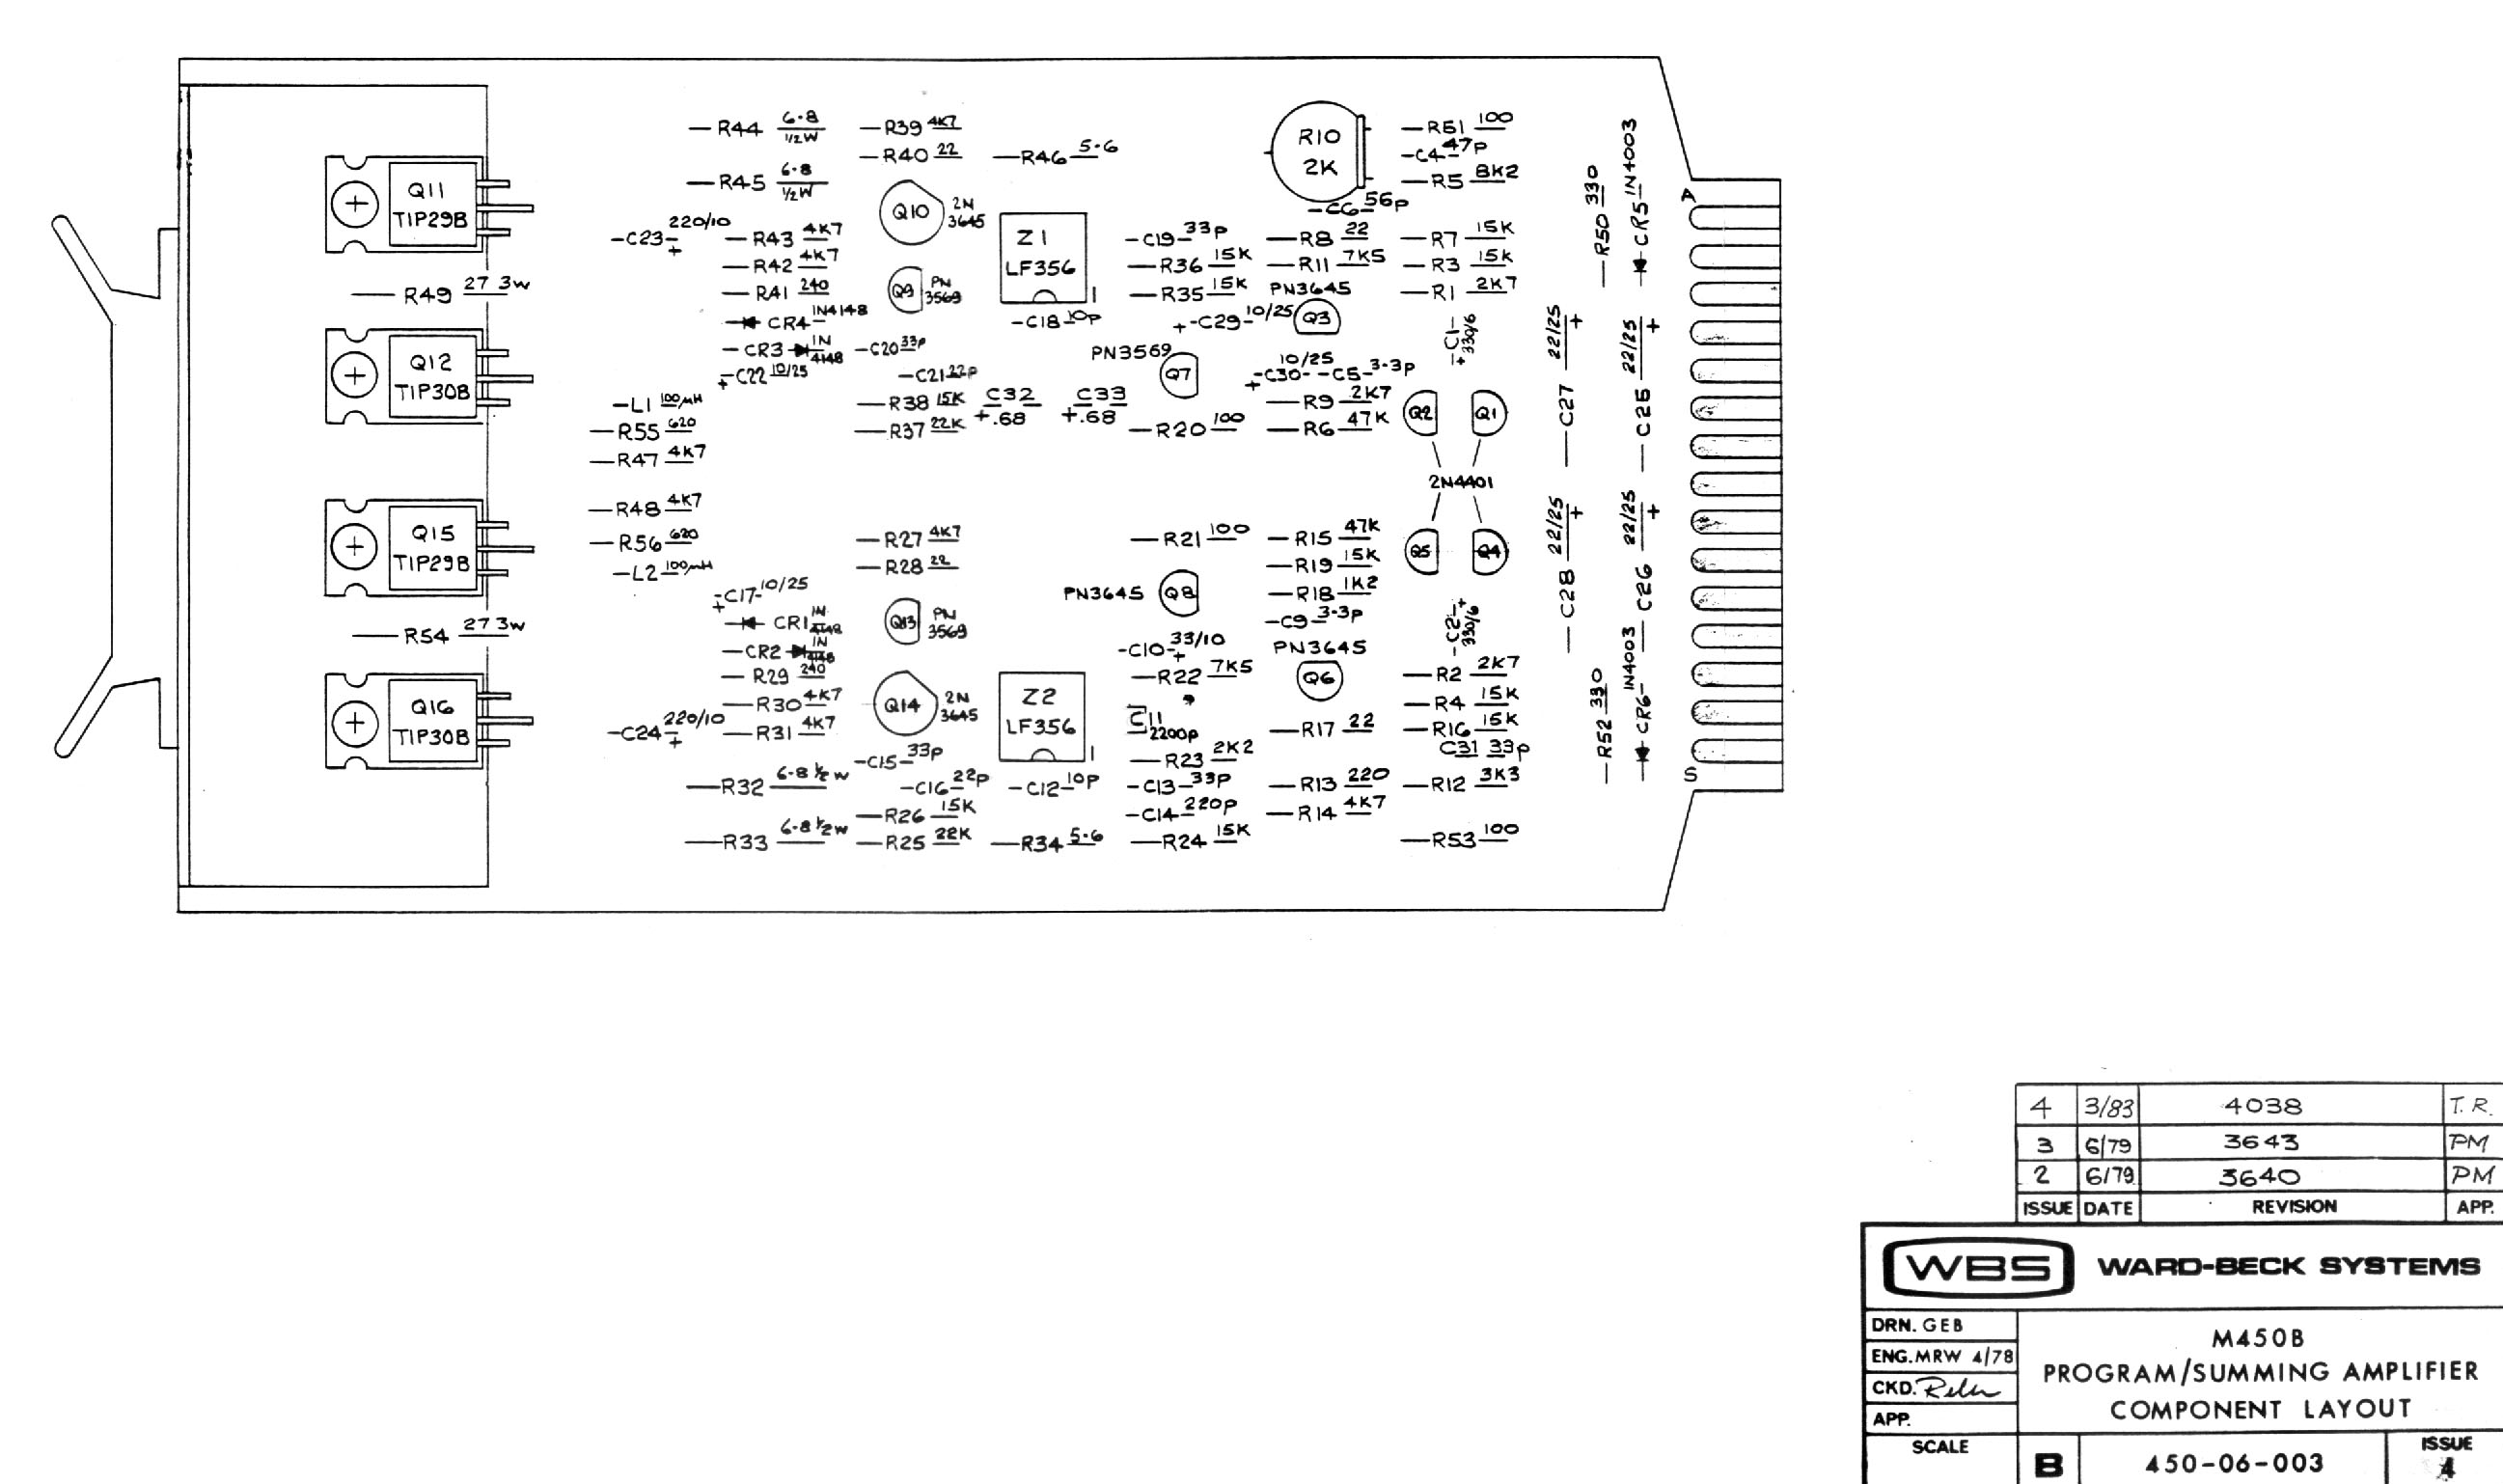 R44 6·8 1/2W
R39 4K7
R40 22
R46 5·6
R45 6·8 1/2W
R10
2K
R51 100
C4 47p
R5 8K2
C6 56p
R50 330
CR5 IN4003
A
Q11
TIP29B
Q10 2N 3645
C23 220/10 +
R43 4K7
R42 4K7
R41 240
CR4 IN4148
CR3 IN 4148
+ C22 10/25
Q9 PN 3569
Z1
LF356
1
C18 10p
C20 33p
C21 22p
C19 33p
R36 15K
R35 15K
R8 22
R11 7K5
PN3645
+ C29 10/25
Q3
R7 15K
R3 15K
R1 2K7
+ C1 330/6
R49 27 3W
Q12
TIP30B
PN3569
Q7
10/25
+ C30
C5 3·3p
R9 2K7
R6 47K
Q2
Q1
C27 22/25 +
C25 22/25 +
L1 100µH
R55 620
R47 4K7
R38 15K
R37 22K
C32
+.68
C33
+.68
R20 100
2N4401
R48 4K7
R56 620
L2 100µH
Q15
TIP29B
R27 4K7
R28 22
R21 100
R15 47K
R19 15K
R18 1K2
C9 3·3p
Q5
Q4
C28 22/25 +
C26 22/25 +
PN3645
Q8
C17 10/25 +
CR1 IN 4148
CR2 IN 4148
R29 240
R30 4K7
R31 4K7
Q13 PN 3569
R54 27 3W
C10 33/10 +
R22 7K5
PN3645
Q6
C2 + 330/6
R2 2K7
R4 15K
R16 15K
C31 33p
R52 330
CR6 IN4003
Q16
TIP30B
C24 220/10 +
Q14 2N 3645
Z2
LF356
1
C11
2200p
R23 2K2
R17 22
C15 33p
C16 22p
C12 10p
C13 33p
C14 220p
R13 220
R14 4K7
R12 3K3
S
R32 6·8 1/2W
R26 15K
R33 6·8 1/2W
R25 22K
R34 5·6
R24 15K
R53 100
4 3/83 4038 T.R.
3 6/79 3643 PM
2 6/79 3640 PM
ISSUE DATE REVISION APP.
WBS WARD-BECK SYSTEMS
DRN. GEB
ENG. MRW 4/78
CKD.
APP.
M450B
PROGRAM/SUMMING AMPLIFIER
COMPONENT LAYOUT
SCALE
B
450-06-003
ISSUE
4